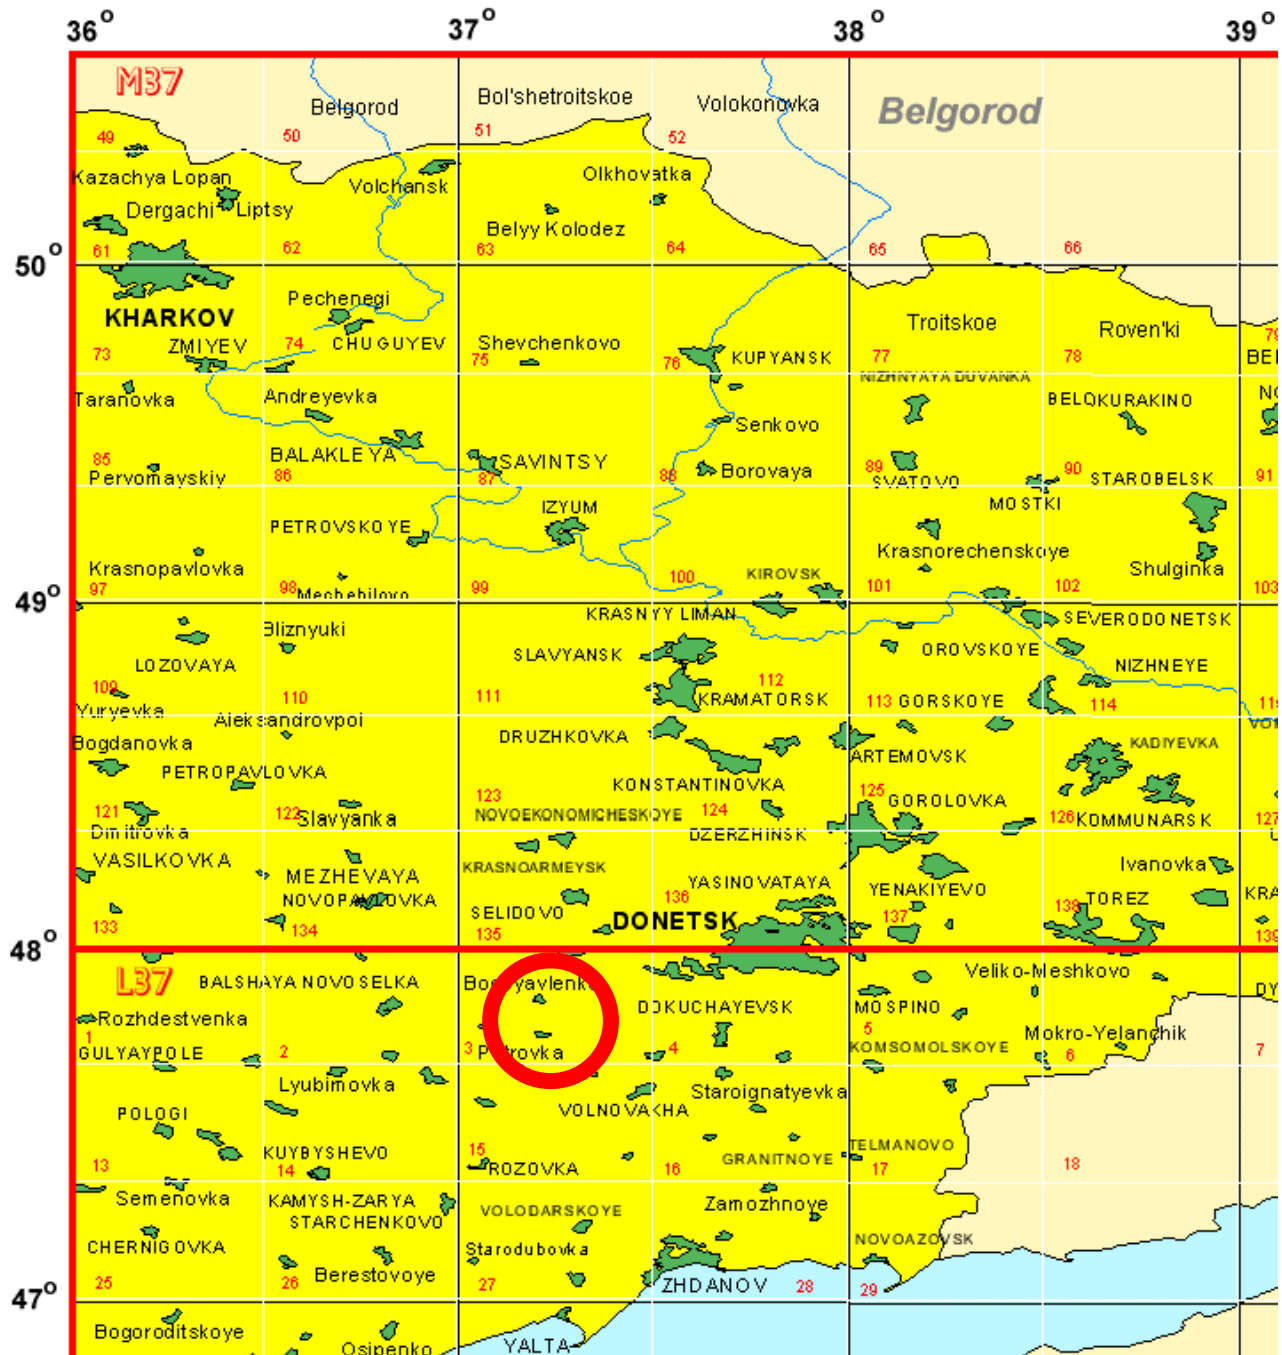 36° 37° 38° 39°
M37
Belgorod Bol'shetroitskoe Volokonovka Belgorod
49 50 51 52
Kazachya Lopan Volchansk Olkhovatka
Dergachi Liptsy Belyy Kolodez
61 62 63 64 65 66
50°
Pechenegi
KHARKOV Troitskoe Roven'ki
ZMIYEV CHUGUYEV Shevchenkovo KUPYANSK
73 74 75 76 77 78 79
NIZHNYAYA DUVANKA
Taranovka Andreyevka BELOKURAKINO
Senkovo
BALAKLEYA SAVINTSY Borovaya
85 86 87 88 89 90 91
Pervomayskiy SVATOVO STAROBELSK
PETROVSKOYE IZYUM MOSTKI
Krasnorechenskoye
Krasnopavlovka KIROVSK Shulginka
97 98 99 100 101 102 103
Mechebilovo
49°
Bliznyuki KRASNYY LIMAN SEVERODONETSK
LOZOVAYA SLAVYANSK OROVSKOYE NIZHNEYE
109 110 111 112 113 114
KRAMATORSK GORSKOYE
Yuryevka Aleksandrovpol
Bogdanovka DRUZHKOVKA ARTEMOVSK KADIYEVKA
PETROPAVLOVKA KONSTANTINOVKA
121 122 123 124 125 126 127
NOVOEKONOMICHESKOYE GOROLOVKA
Dmitrovka Slavyanka DZERZHINSK KOMMUNARSK
VASILKOVKA KRASNOARMEYSK Ivanovka
MEZHEVAYA YASINOVATAYA YENAKIYEVO
NOVOPAVLOVKA SELIDOVO DONETSK TOREZ KRA
133 134 135 136 137 138 139
48°
L37
BALSHAYA NOVOSELKA Veliko-Meshkovo
DOKUCHAYEVSK MOSPINO DY
Rozhdestvenka Mokro-Yelanchik
1 2 3 4 5 6 7
GULYAYPOLE KOMSOMOLSKOYE
Lyubimovka Staroignatyevka
POLOGI VOLNOVAKHA
KUYBYSHEVO GRANITNOYE TELMANOVO
13 14 15 16 17 18
ROZOVKA
Semenovka KAMYSH-ZARYA Zamozhnoye
STARCHENKOVO VOLODARSKOYE
CHERNIGOVKA Starodubovka NOVOAZOVSK
Berestovoye ZHDANOV
25 26 27 28 29
47°
Bogoroditskoye Osipenko YALTA